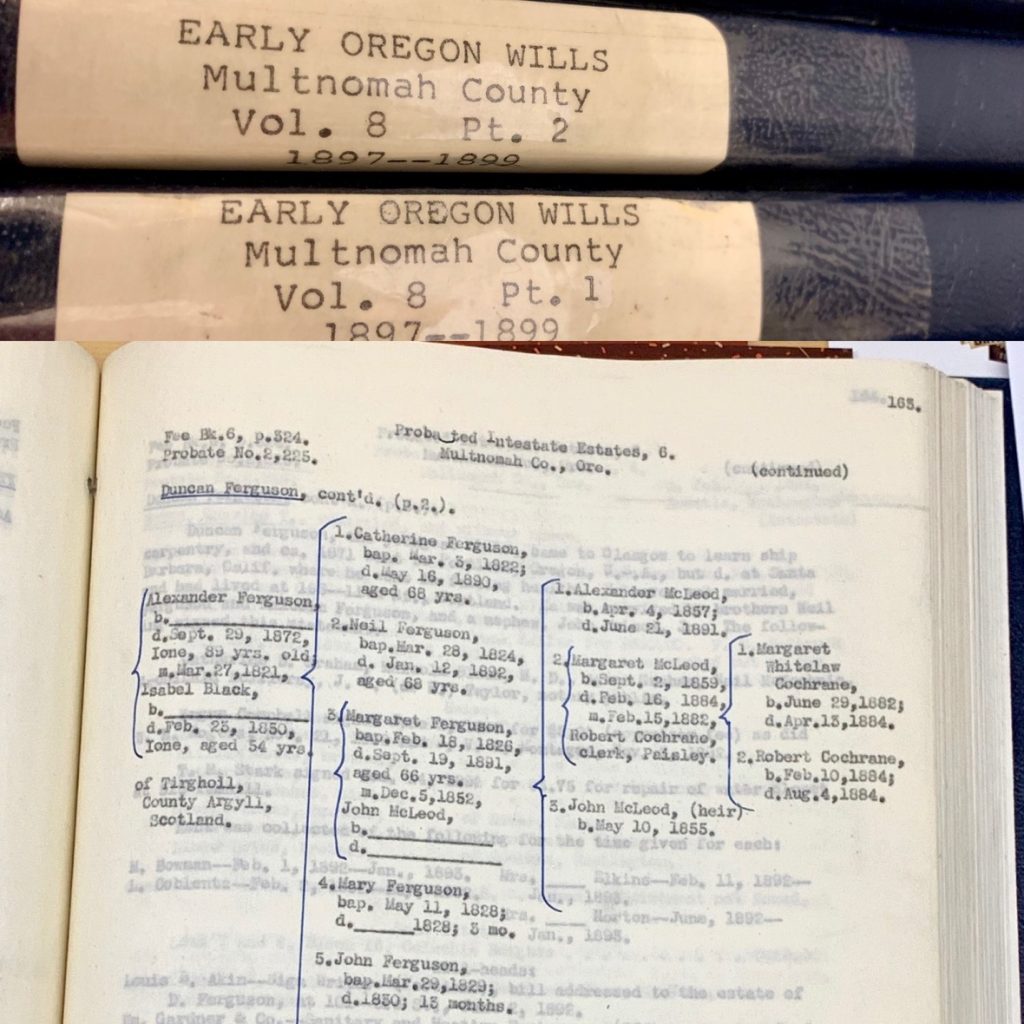 EARLY OREGON WILLS
Multnomah County
Vol. 8 Pt. 2
1897--1899
EARLY OREGON WILLS
Multnomah County
Vol. 8 Pt. 1
1897--1899
163.
Fee Bk.6, p.324.
Probate No.2,225.
Probated Intestate Estates, 6.
Multnomah Co., Ore.
(continued)
Duncan Ferguson, cont'd. (p.2.).
Alexander Ferguson,
b.
d.Sept. 29, 1872,
Ione, 89 yrs. old
m.Mar.27,1821,
Isabel Black,
b.
d.Feb. 25, 1850,
Ione, aged 54 yrs.
of Tirghoil,
County Argyll,
Scotland.
1.Catherine Ferguson,
bap. Mar. 3, 1822;
d.May 16, 1890,
aged 68 yrs.
2.Neil Ferguson,
bap.Mar. 28, 1824,
d. Jan. 12, 1892,
aged 68 yrs.
3.Margaret Ferguson,
bap.Feb. 18, 1826,
d.Sept. 19, 1891,
aged 66 yrs.
m.Dec.5,1852,
John McLeod,
b.
d.
4.Mary Ferguson,
bap. May 11, 1828;
d.______1828; 3 mo.
5.John Ferguson,
bap.Mar.29,1829;
d.1830; 13 months.
1.Alexander McLeod,
b.Apr. 4, 1857;
d.June 21, 1891.
2.Margaret McLeod,
b.Sept. 2, 1859,
d.Feb. 16, 1884,
m.Feb.15,1882,
Robert Cochrane,
clerk, Paisley.
3.John McLeod, (heir)
b.May 10, 1855.
1.Margaret
Whitelaw
Cochrane,
b.June 29,1882;
d.Apr.13,1884.
2.Robert Cochrane,
b.Feb.10,1884;
d.Aug.4,1884.